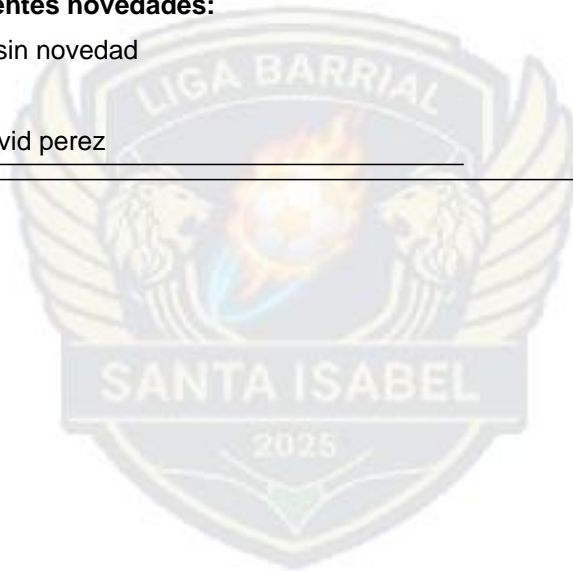 entes novedades:
sin novedad
vid perez
LIGA BARRIAL
SANTA ISABEL
2025